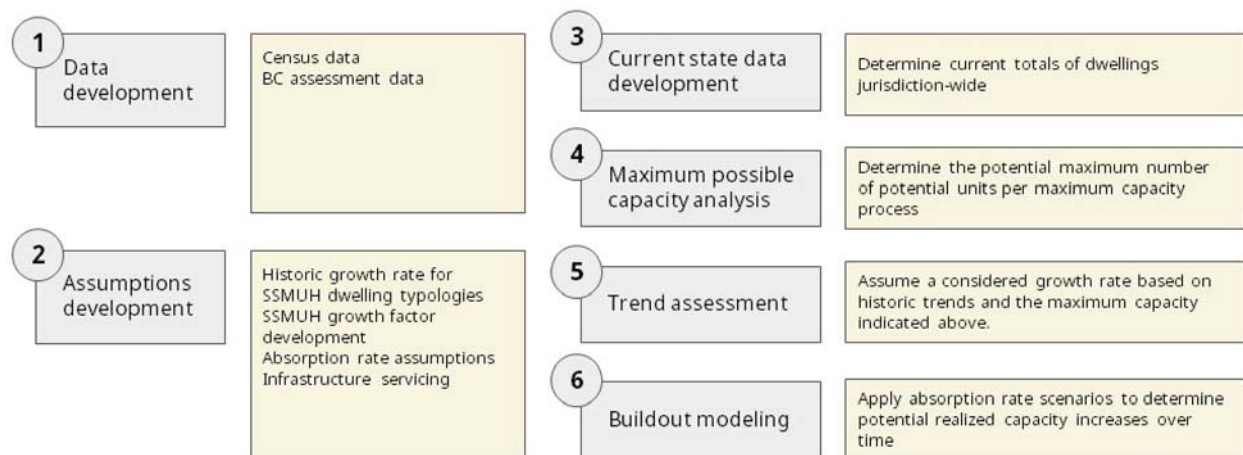 1
Data
development
Census data
BC assessment data
2
Assumptions
development
Historic growth rate for
SSMUH dwelling typologies
SSMUH growth factor
development
Absorption rate assumptions
Infrastructure servicing
3
Current state data
development
Determine current totals of dwellings
jurisdiction-wide
4
Maximum possible
capacity analysis
Determine the potential maximum number
of potential units per maximum capacity
process
5
Trend assessment
Assume a considered growth rate based on
historic trends and the maximum capacity
indicated above.
6
Buildout modeling
Apply absorption rate scenarios to determine
potential realized capacity increases over
time